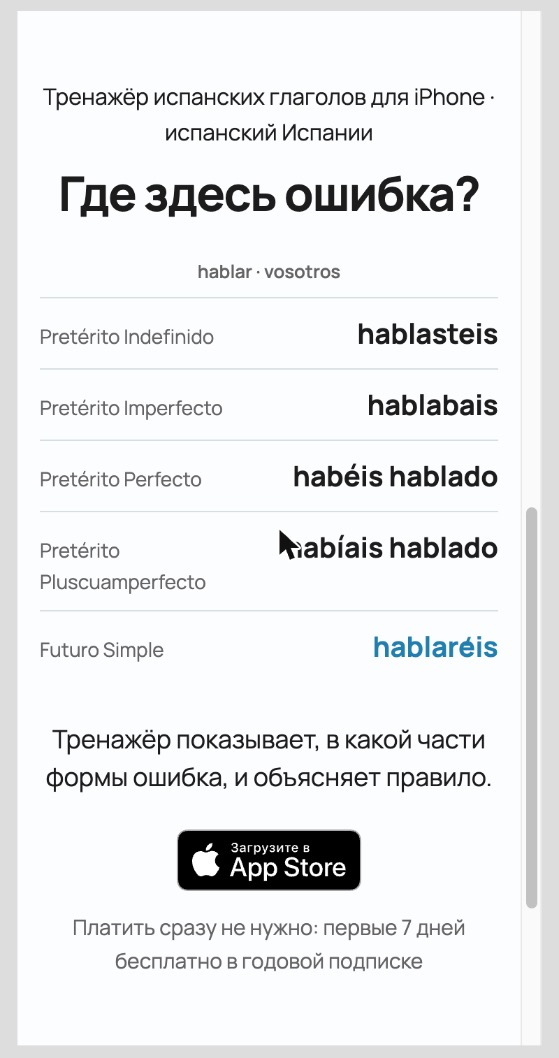 Тренажёр испанских глаголов для iPhone ·
испанский Испании
Где здесь ошибка?
hablar · vosotros
Pretérito Indefinido hablasteis
Pretérito Imperfecto hablabais
Pretérito Perfecto habéis hablado
Pretérito habíais hablado
Pluscuamperfecto
Futuro Simple hablaréis
Тренажёр показывает, в какой части
формы ошибка, и объясняет правило.
Загрузите в
App Store
Платить сразу не нужно: первые 7 дней
бесплатно в годовой подписке